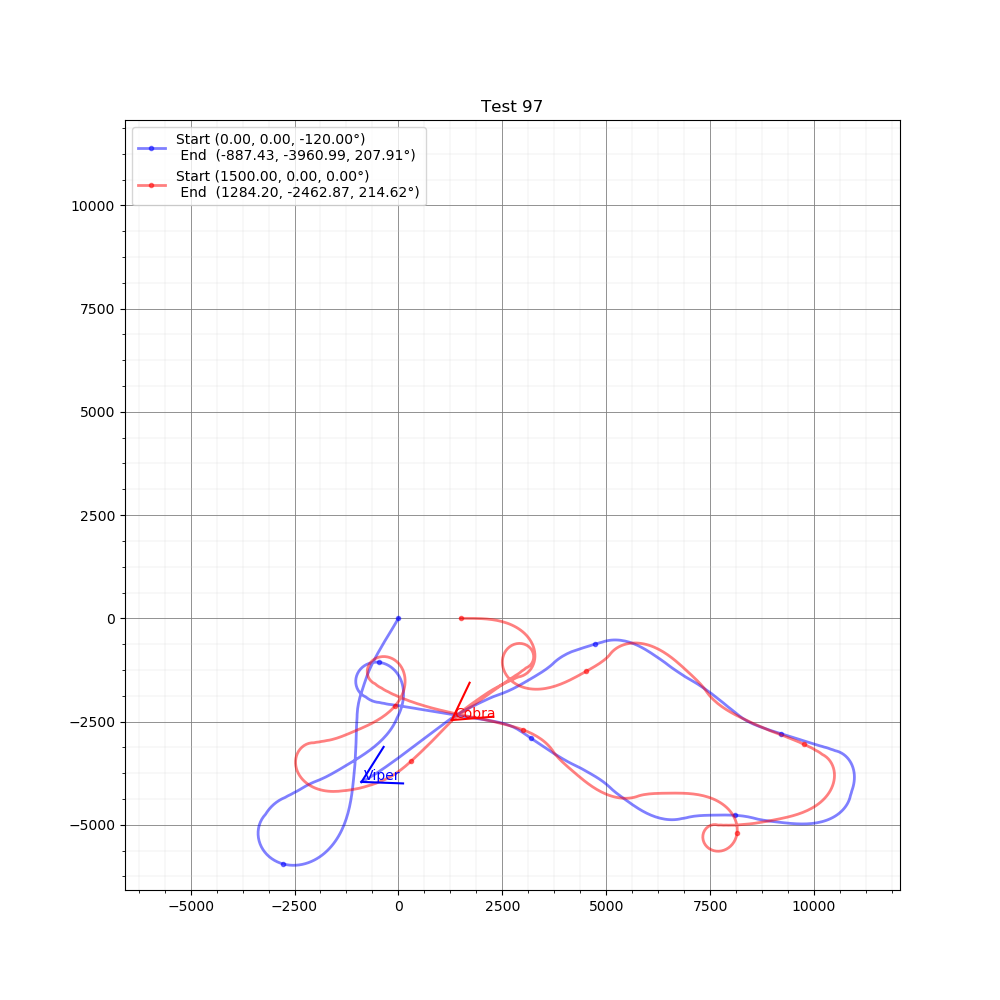 Test 97
Start (0.00, 0.00, -120.00°)
End (-887.43, -3960.99, 207.91°)
Start (1500.00, 0.00, 0.00°)
End (1284.20, -2462.87, 214.62°)
10000
7500
5000
2500
0
−2500
−5000
Cobra
Viper
−5000
−2500
0
2500
5000
7500
10000